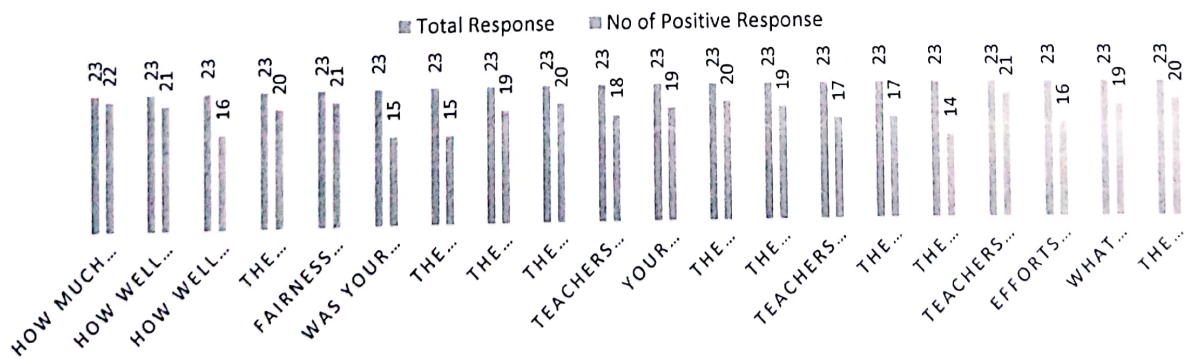 Total Response No of Positive Response
23 22 23 21 23 16 23 20 23 21 23 15 23 15 23 19 23 20 23 18 23 19 23 20 23 19 23 17 23 17 23 14 23 21 23 16 23 19 23 20
HOW MUCH...
HOW WELL...
HOW WELL...
THE...
FAIRNESS...
WAS YOUR...
THE...
THE...
THE...
TEACHERS...
YOUR...
THE...
THE...
TEACHERS...
THE...
THE...
TEACHERS...
EFFORTS...
WHAT...
THE...